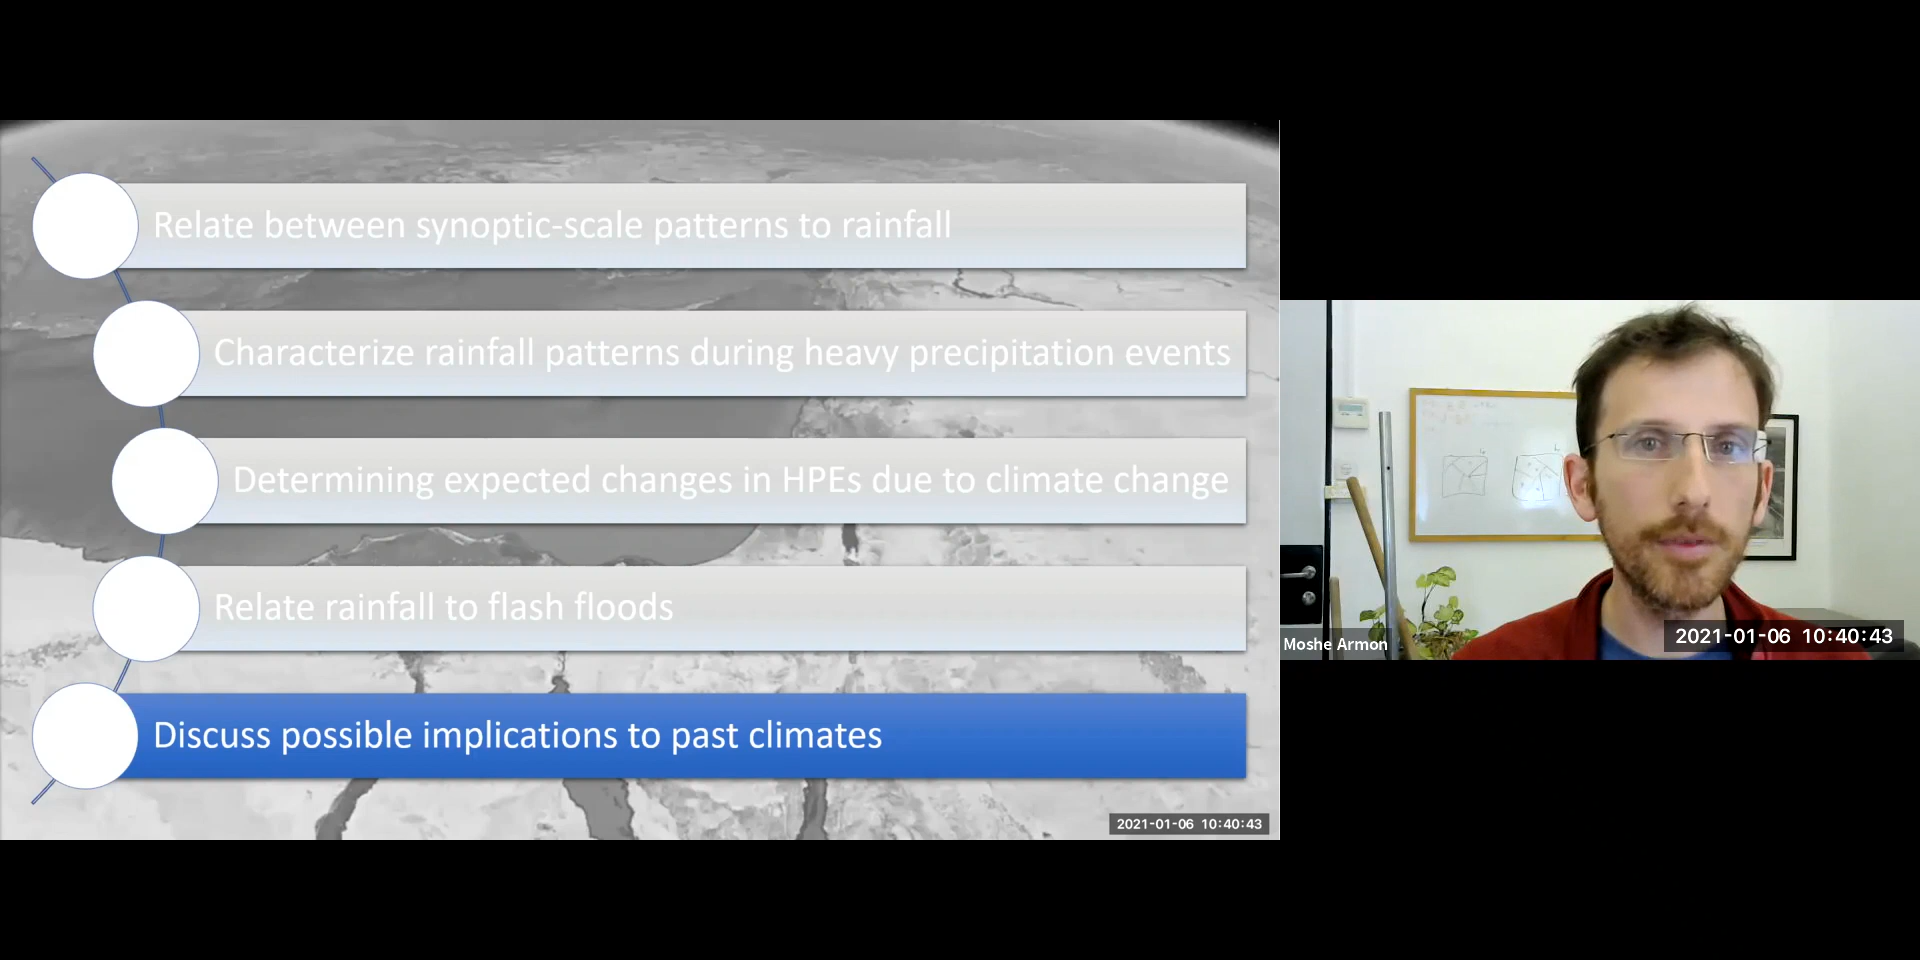 Relate between synoptic-scale patterns to rainfall
Characterize rainfall patterns during heavy precipitation events
Determining expected changes in HPEs due to climate change
Relate rainfall to flash floods
Discuss possible implications to past climates
2021-01-06 10:40:43
Moshe Armon
2021-01-06 10:40:43